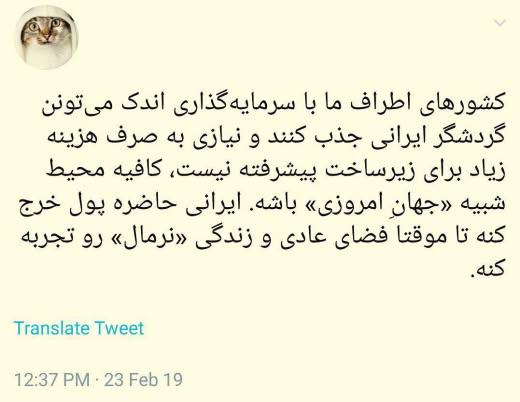 کشورهای اطراف ما با سرمایه‌گذاری اندک می‌تونن
گردشگر ایرانی جذب کنند و نیازی به صرف هزینه
زیاد برای زیرساخت پیشرفته نیست، کافیه محیط
شبیه «جهانِ امروزی» باشه. ایرانی حاضره پول خرج
کنه تا موقتاً فضای عادی و زندگی «نرمال» رو تجربه
کنه.
Translate Tweet
12:37 PM · 23 Feb 19